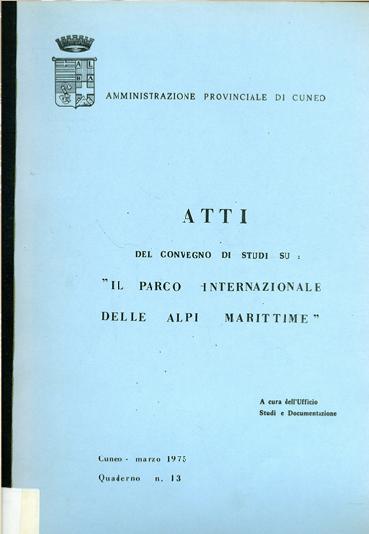 AMMINISTRAZIONE PROVINCIALE DI CUNEO
ATTI
DEL CONVEGNO DI STUDI SU :
"IL PARCO INTERNAZIONALE
DELLE ALPI MARITTIME"
A cura dell'Ufficio
Studi e Documentazione
Cuneo - marzo 1975
Quaderno n. 13